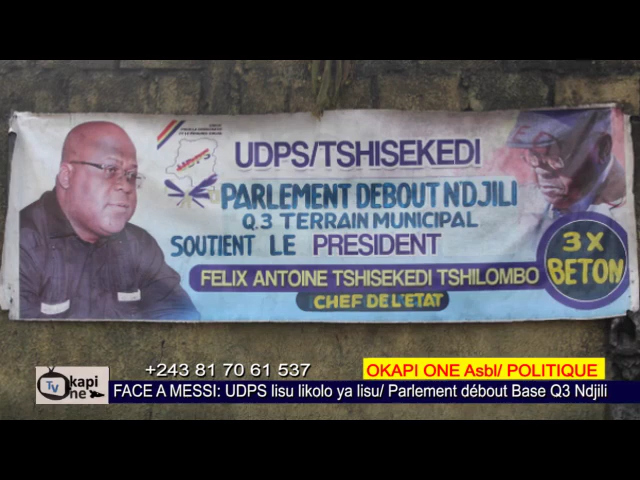 UDPS
UDPS/TSHISEKEDI
PARLEMENT DEBOUT NDJILI
Q.3 TERRAIN MUNICIPAL
SOUTIENT LE PRESIDENT
FELIX ANTOINE TSHISEKEDI TSHILOMBO
CHEF DE L'ETAT
3 X
BETON
+243 81 70 61 537
OKAPI ONE Asbl/ POLITIQUE
Tv Okapi
One
FACE A MESSI: UDPS lisu likolo ya lisu/ Parlement débout Base Q3 Ndjili